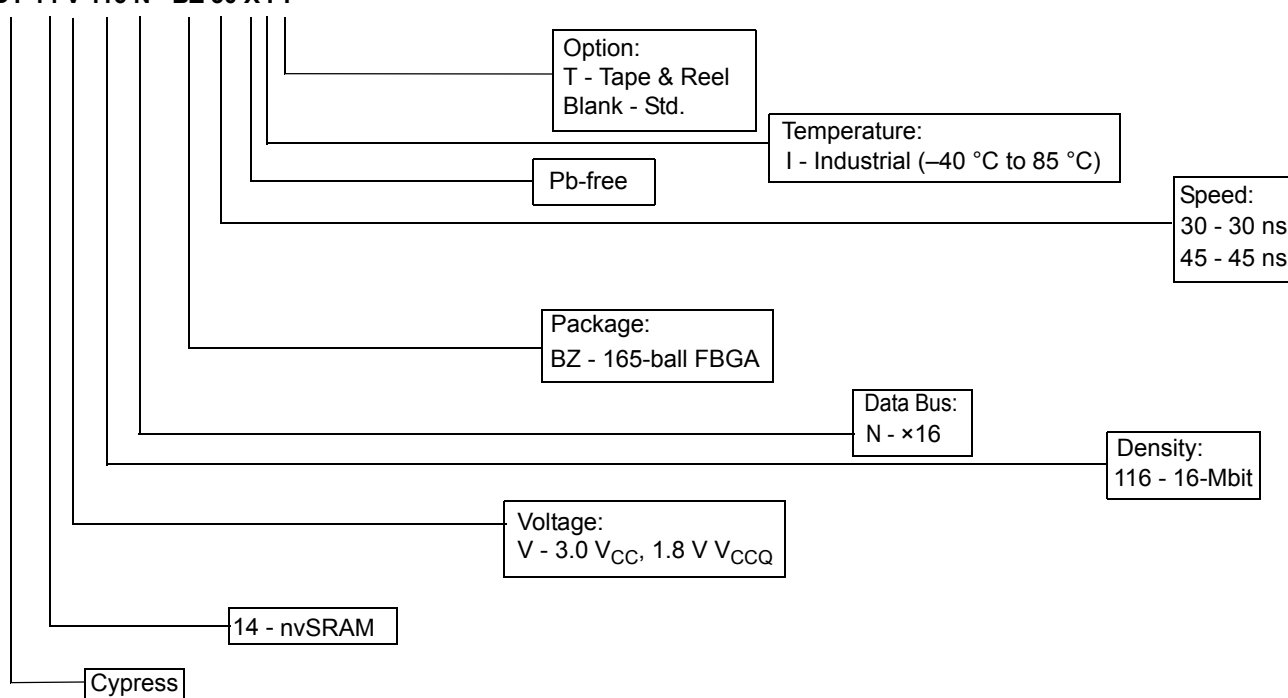 Option:
T - Tape & Reel
Blank - Std.
Temperature:
I - Industrial (–40 °C to 85 °C)
Pb-free
Speed:
30 - 30 ns
45 - 45 ns
Package:
BZ - 165-ball FBGA
Data Bus:
N - ×16
Density:
116 - 16-Mbit
Voltage:
V - 3.0 VCC, 1.8 V VCCQ
14 - nvSRAM
Cypress